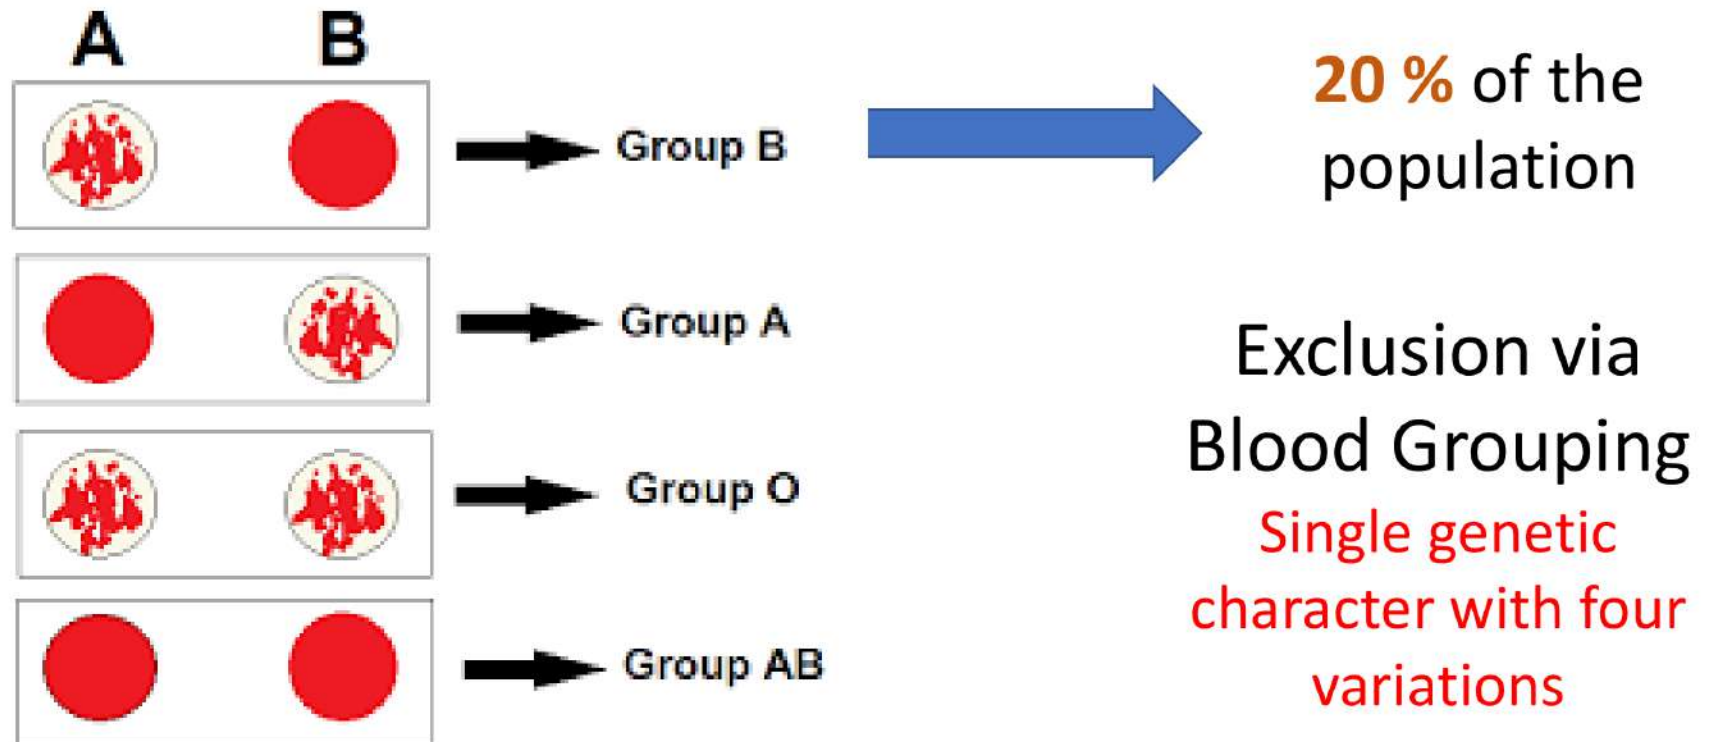 A B
Group B
20 % of the
population
Group A
Exclusion via
Blood Grouping
Group O
Single genetic
character with four
variations
Group AB